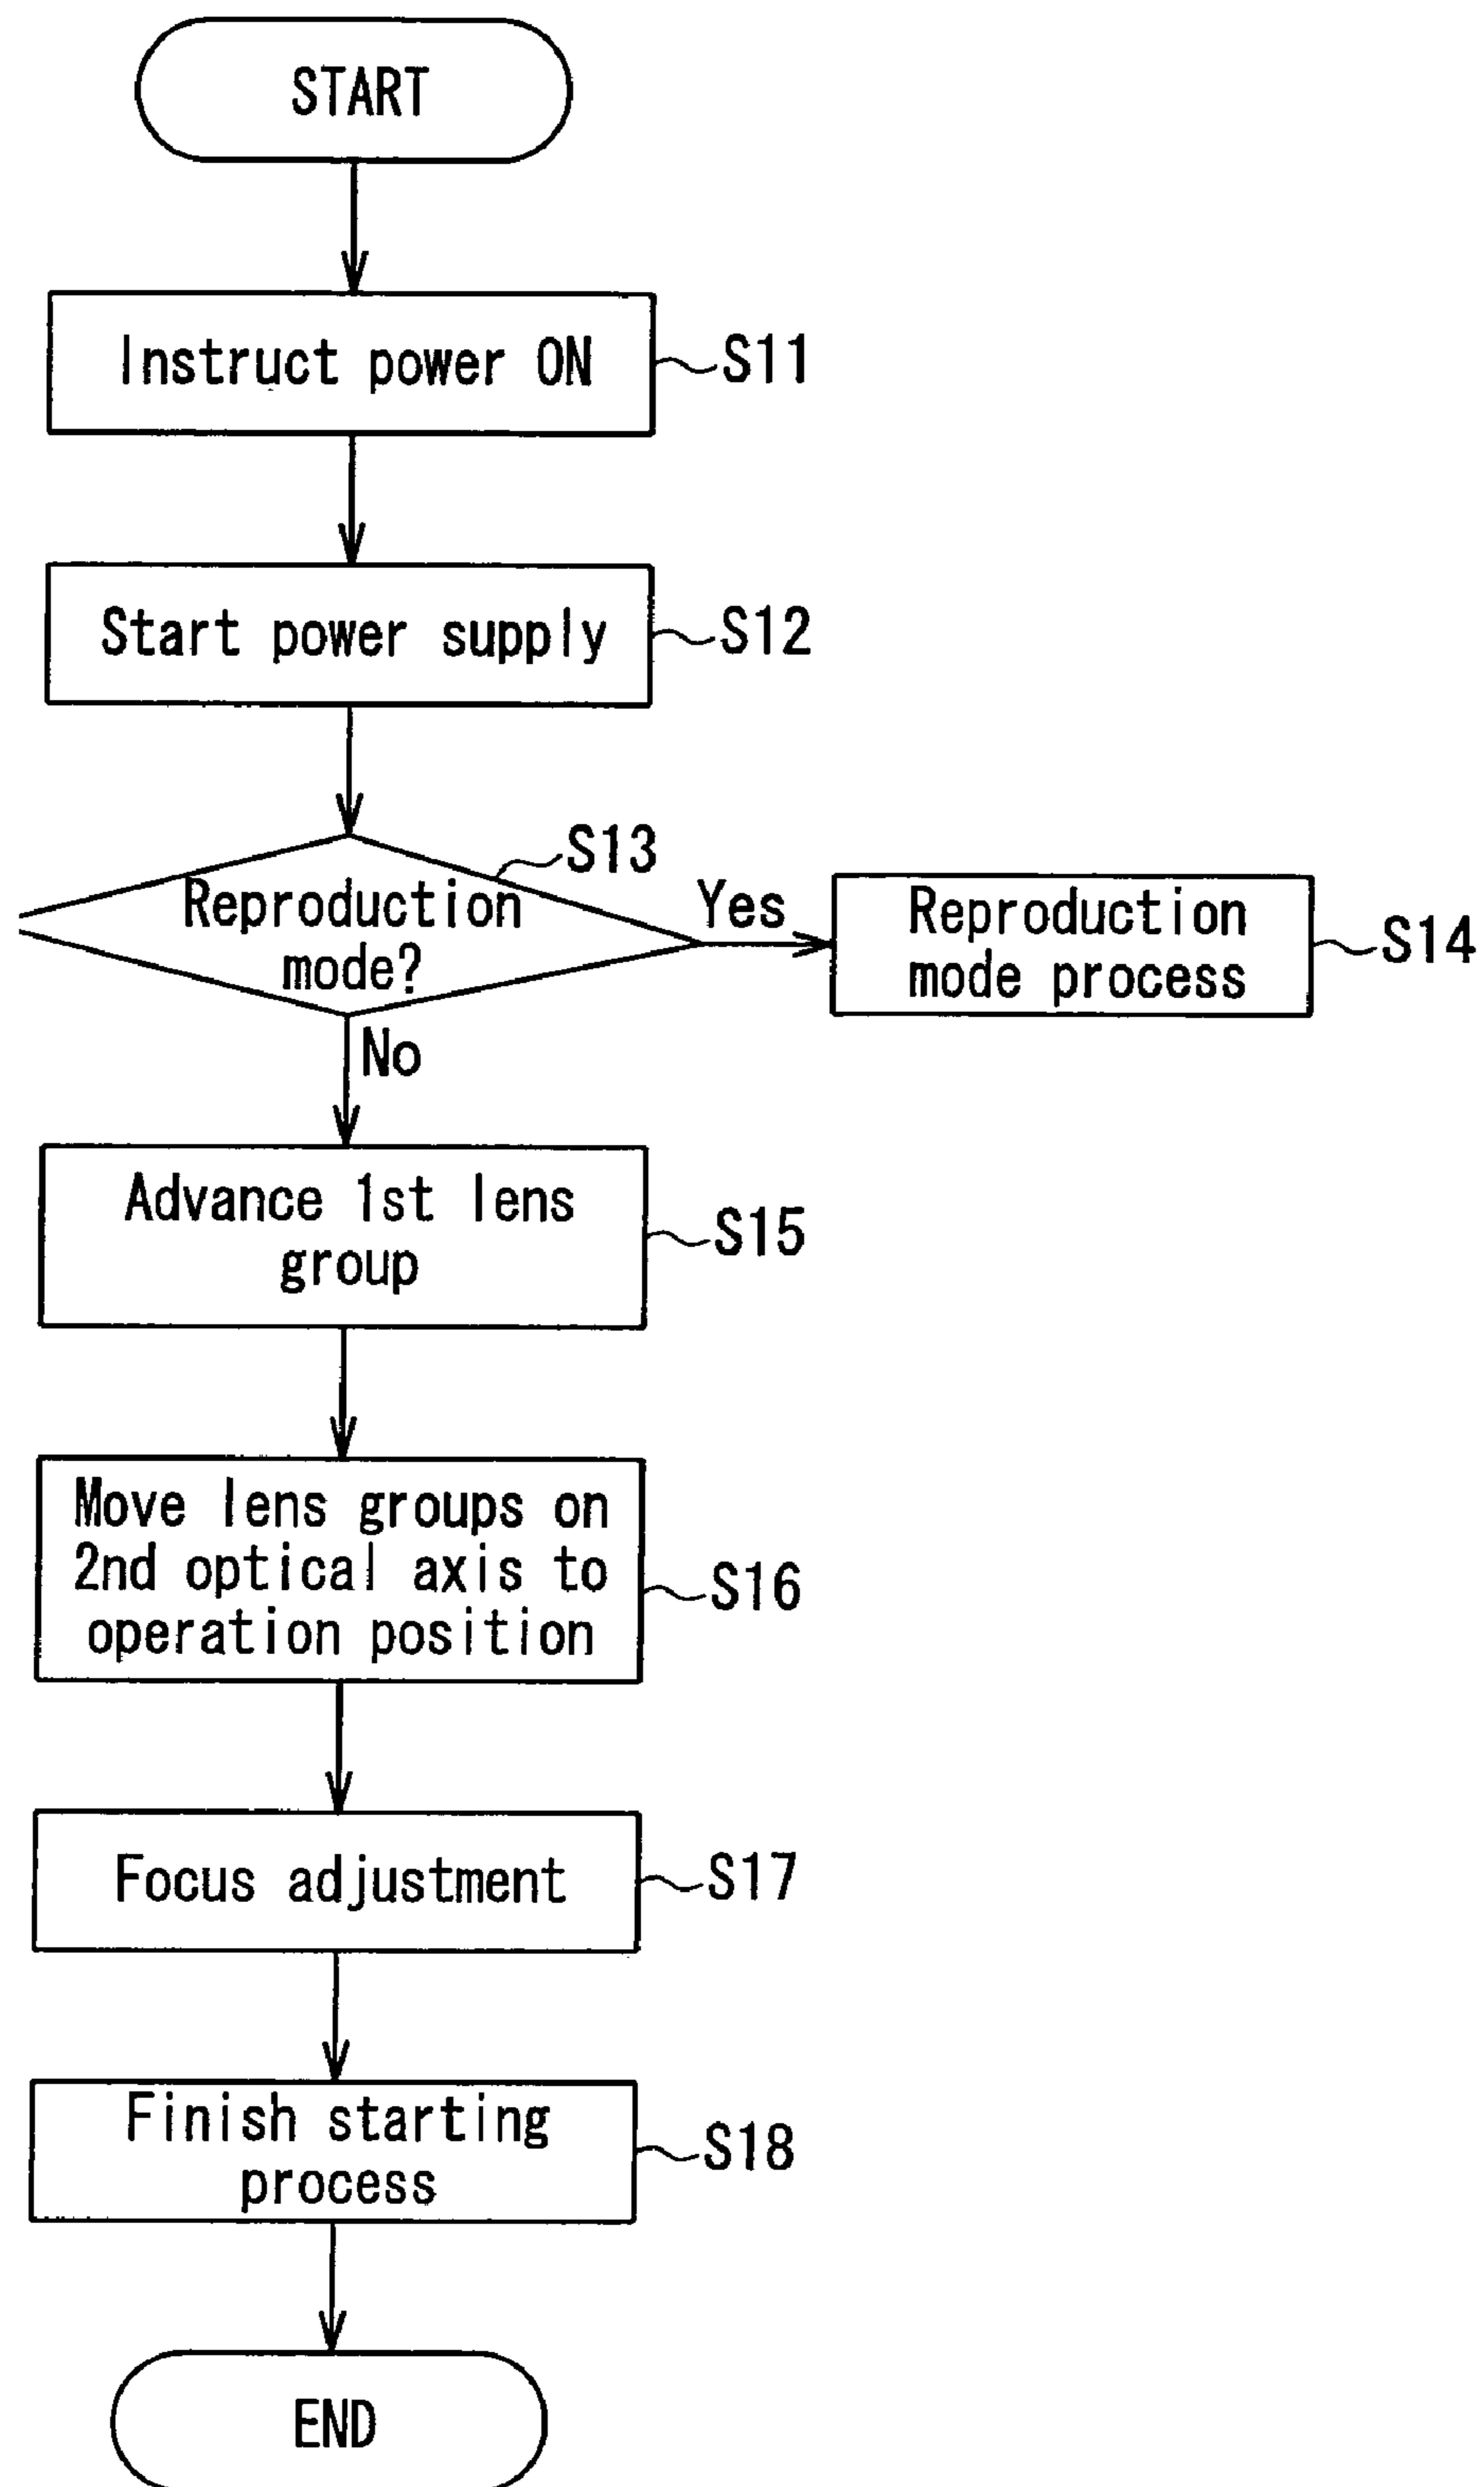 START
Instruct power ON
S11
Start power supply
S12
S13
Reproduction
mode?
Yes
Reproduction
mode process
S14
No
Advance 1st lens
group
S15
Move lens groups on
2nd optical axis to
operation position
S16
Focus adjustment
S17
Finish starting
process
S18
END